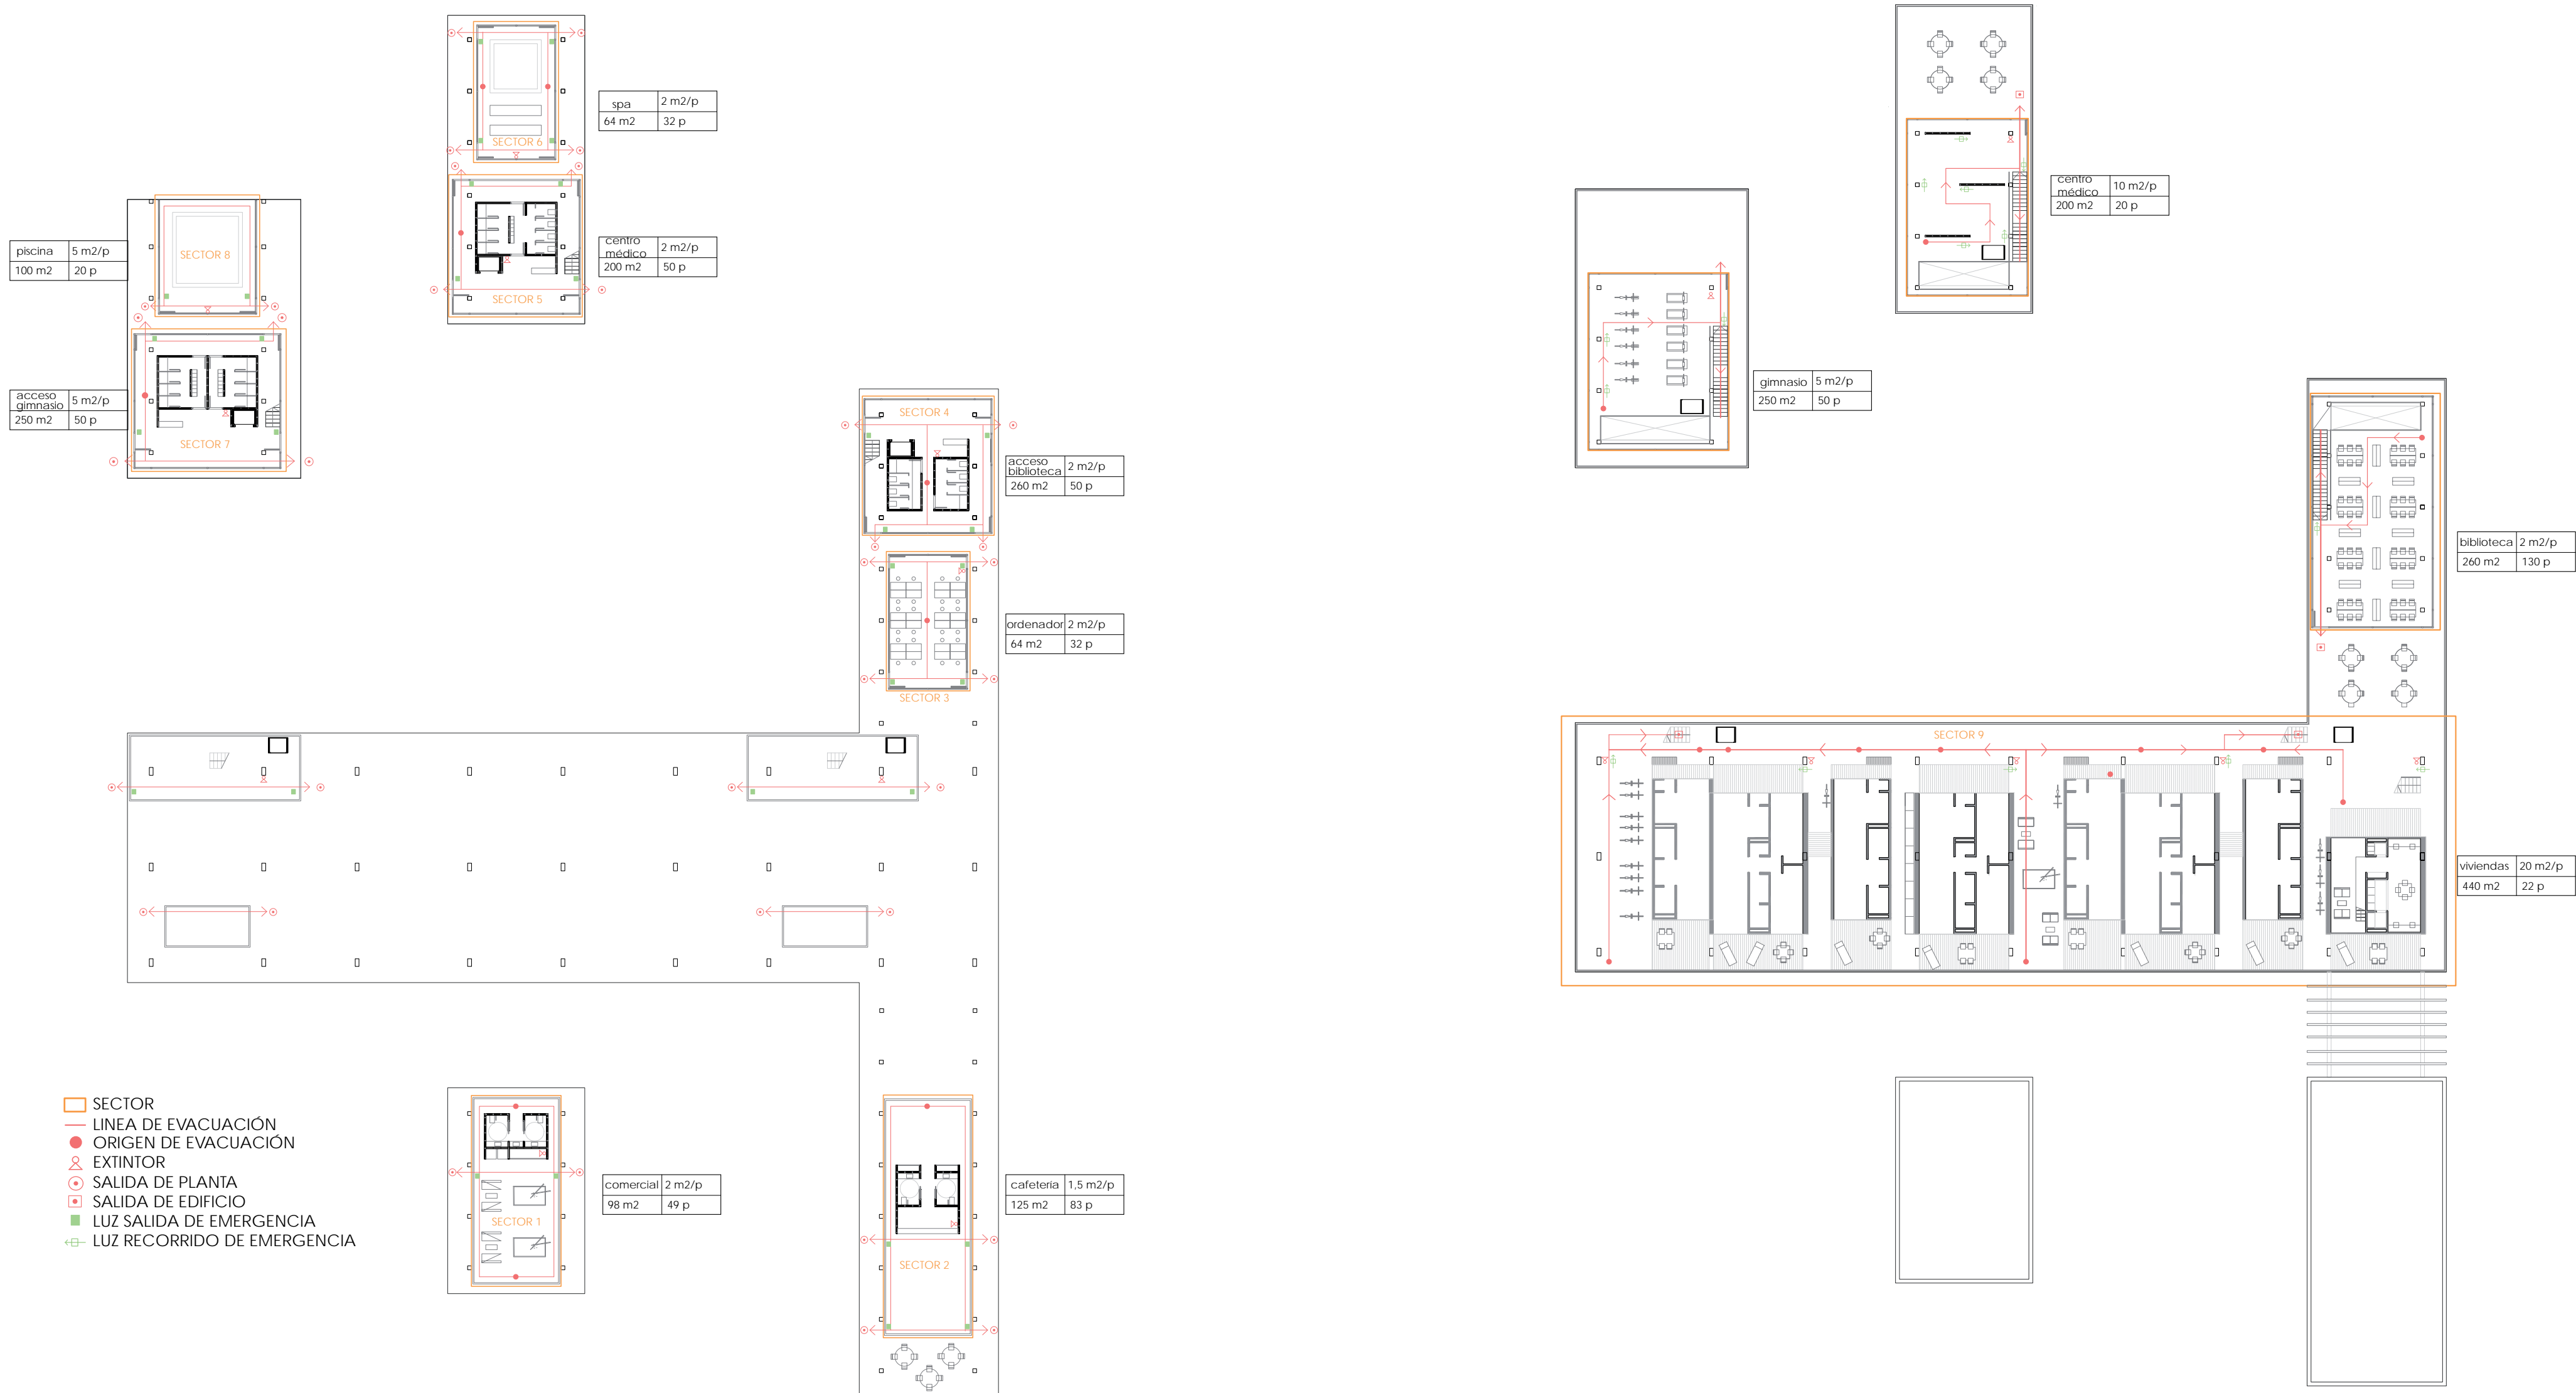 spa 2 m2/p
64 m2 32 p
SECTOR 6
centro médico 2 m2/p
200 m2 50 p
SECTOR 5
piscina 5 m2/p
100 m2 20 p
SECTOR 8
acceso gimnasio 5 m2/p
250 m2 50 p
SECTOR 7
SECTOR 4
acceso biblioteca 2 m2/p
260 m2 50 p
ordenador 2 m2/p
64 m2 32 p
SECTOR 3
SECTOR
LINEA DE EVACUACIÓN
ORIGEN DE EVACUACIÓN
EXTINTOR
SALIDA DE PLANTA
SALIDA DE EDIFICIO
LUZ SALIDA DE EMERGENCIA
LUZ RECORRIDO DE EMERGENCIA
comercial 2 m2/p
98 m2 49 p
SECTOR 1
cafetería 1,5 m2/p
125 m2 83 p
SECTOR 2
centro médico 10 m2/p
200 m2 20 p
gimnasio 5 m2/p
250 m2 50 p
biblioteca 2 m2/p
260 m2 130 p
SECTOR 9
viviendas 20 m2/p
440 m2 22 p